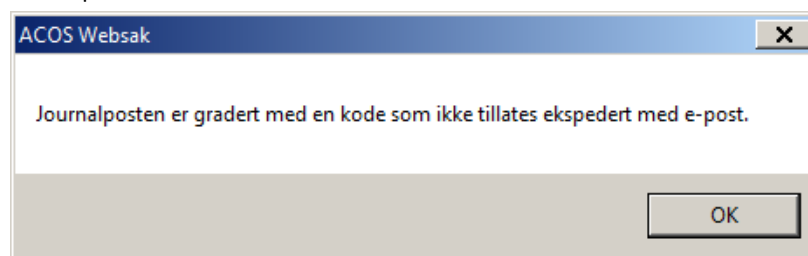 ACOS Websak
Journalposten er gradert med en kode som ikke tillates ekspedert med e-post.
OK